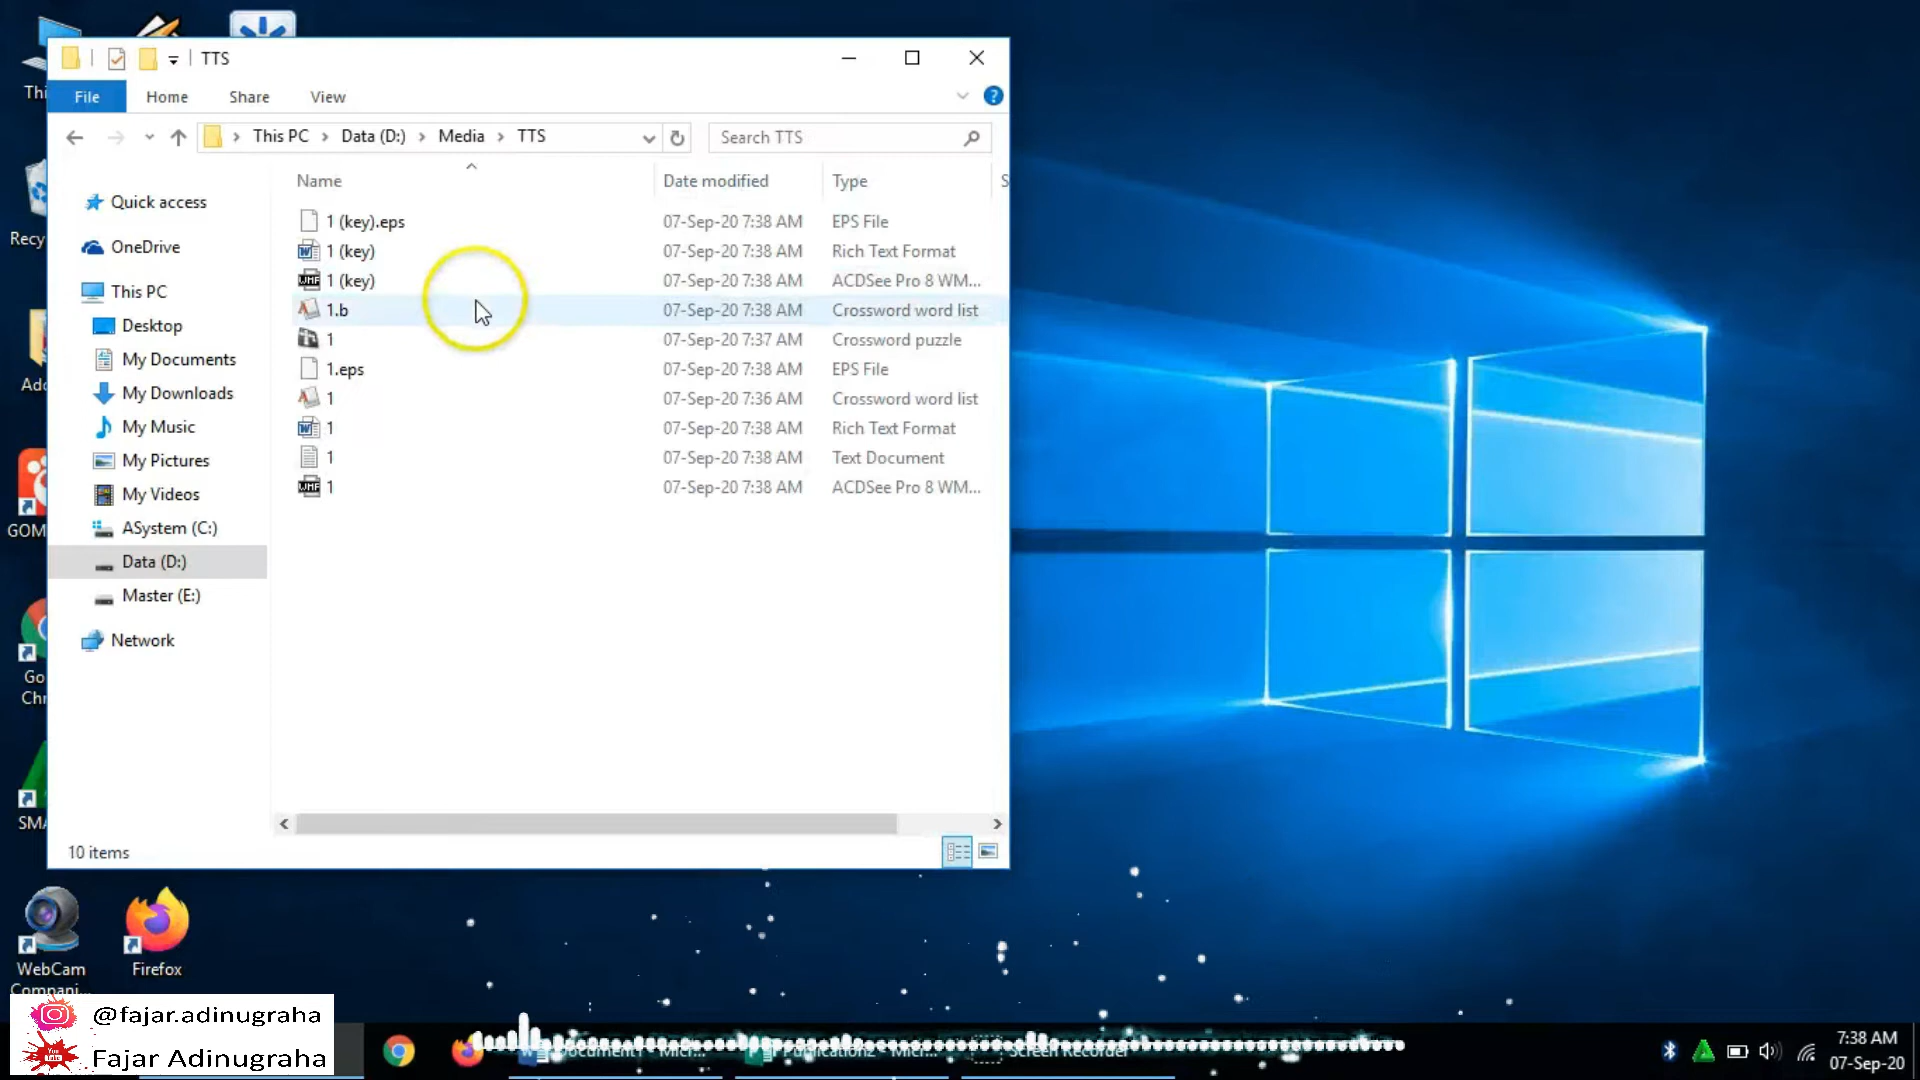 TTS
File Home Share View
This PC Data (D:) Media TTS
Search TTS
Name Date modified Type
1 (key).eps 07-Sep-20 7:38 AM EPS File
1 (key) 07-Sep-20 7:38 AM Rich Text Format
1 (key) 07-Sep-20 7:38 AM ACDSee Pro 8 WM...
1.b 07-Sep-20 7:38 AM Crossword word list
1 07-Sep-20 7:37 AM Crossword puzzle
1.eps 07-Sep-20 7:38 AM EPS File
1 07-Sep-20 7:36 AM Crossword word list
1 07-Sep-20 7:38 AM Rich Text Format
1 07-Sep-20 7:38 AM Text Document
1 07-Sep-20 7:38 AM ACDSee Pro 8 WM...
Quick access
OneDrive
This PC
Desktop
My Documents
My Downloads
My Music
My Pictures
My Videos
ASystem (C:)
Data (D:)
Master (E:)
Network
10 items
Thi
Recy
Ado
GOM
Go
Chr
SMA
WebCam
Compani...
Firefox
@fajar.adinugraha
Fajar Adinugraha
Document1 - Micr...
Publication2 - Micr...
Screen Recorder
7:38 AM
07-Sep-20